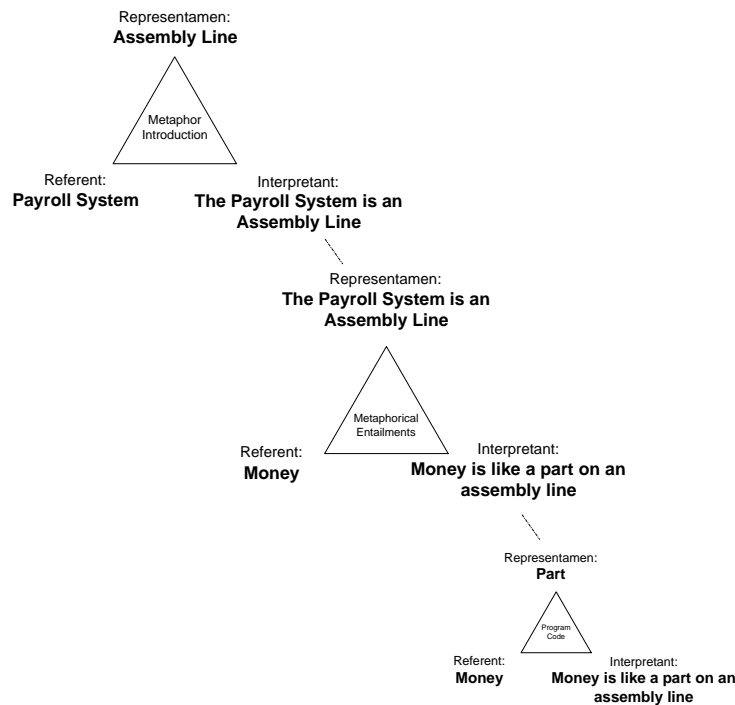 Representamen:
Assembly Line
Metaphor
Introduction
Referent:
Payroll System
Interpretant:
The Payroll System is an
Assembly Line
Representamen:
The Payroll System is an
Assembly Line
Metaphorical
Entailments
Referent:
Money
Interpretant:
Money is like a part on an
assembly line
Representamen:
Part
Program
Code
Referent:
Money
Interpretant:
Money is like a part on an
assembly line